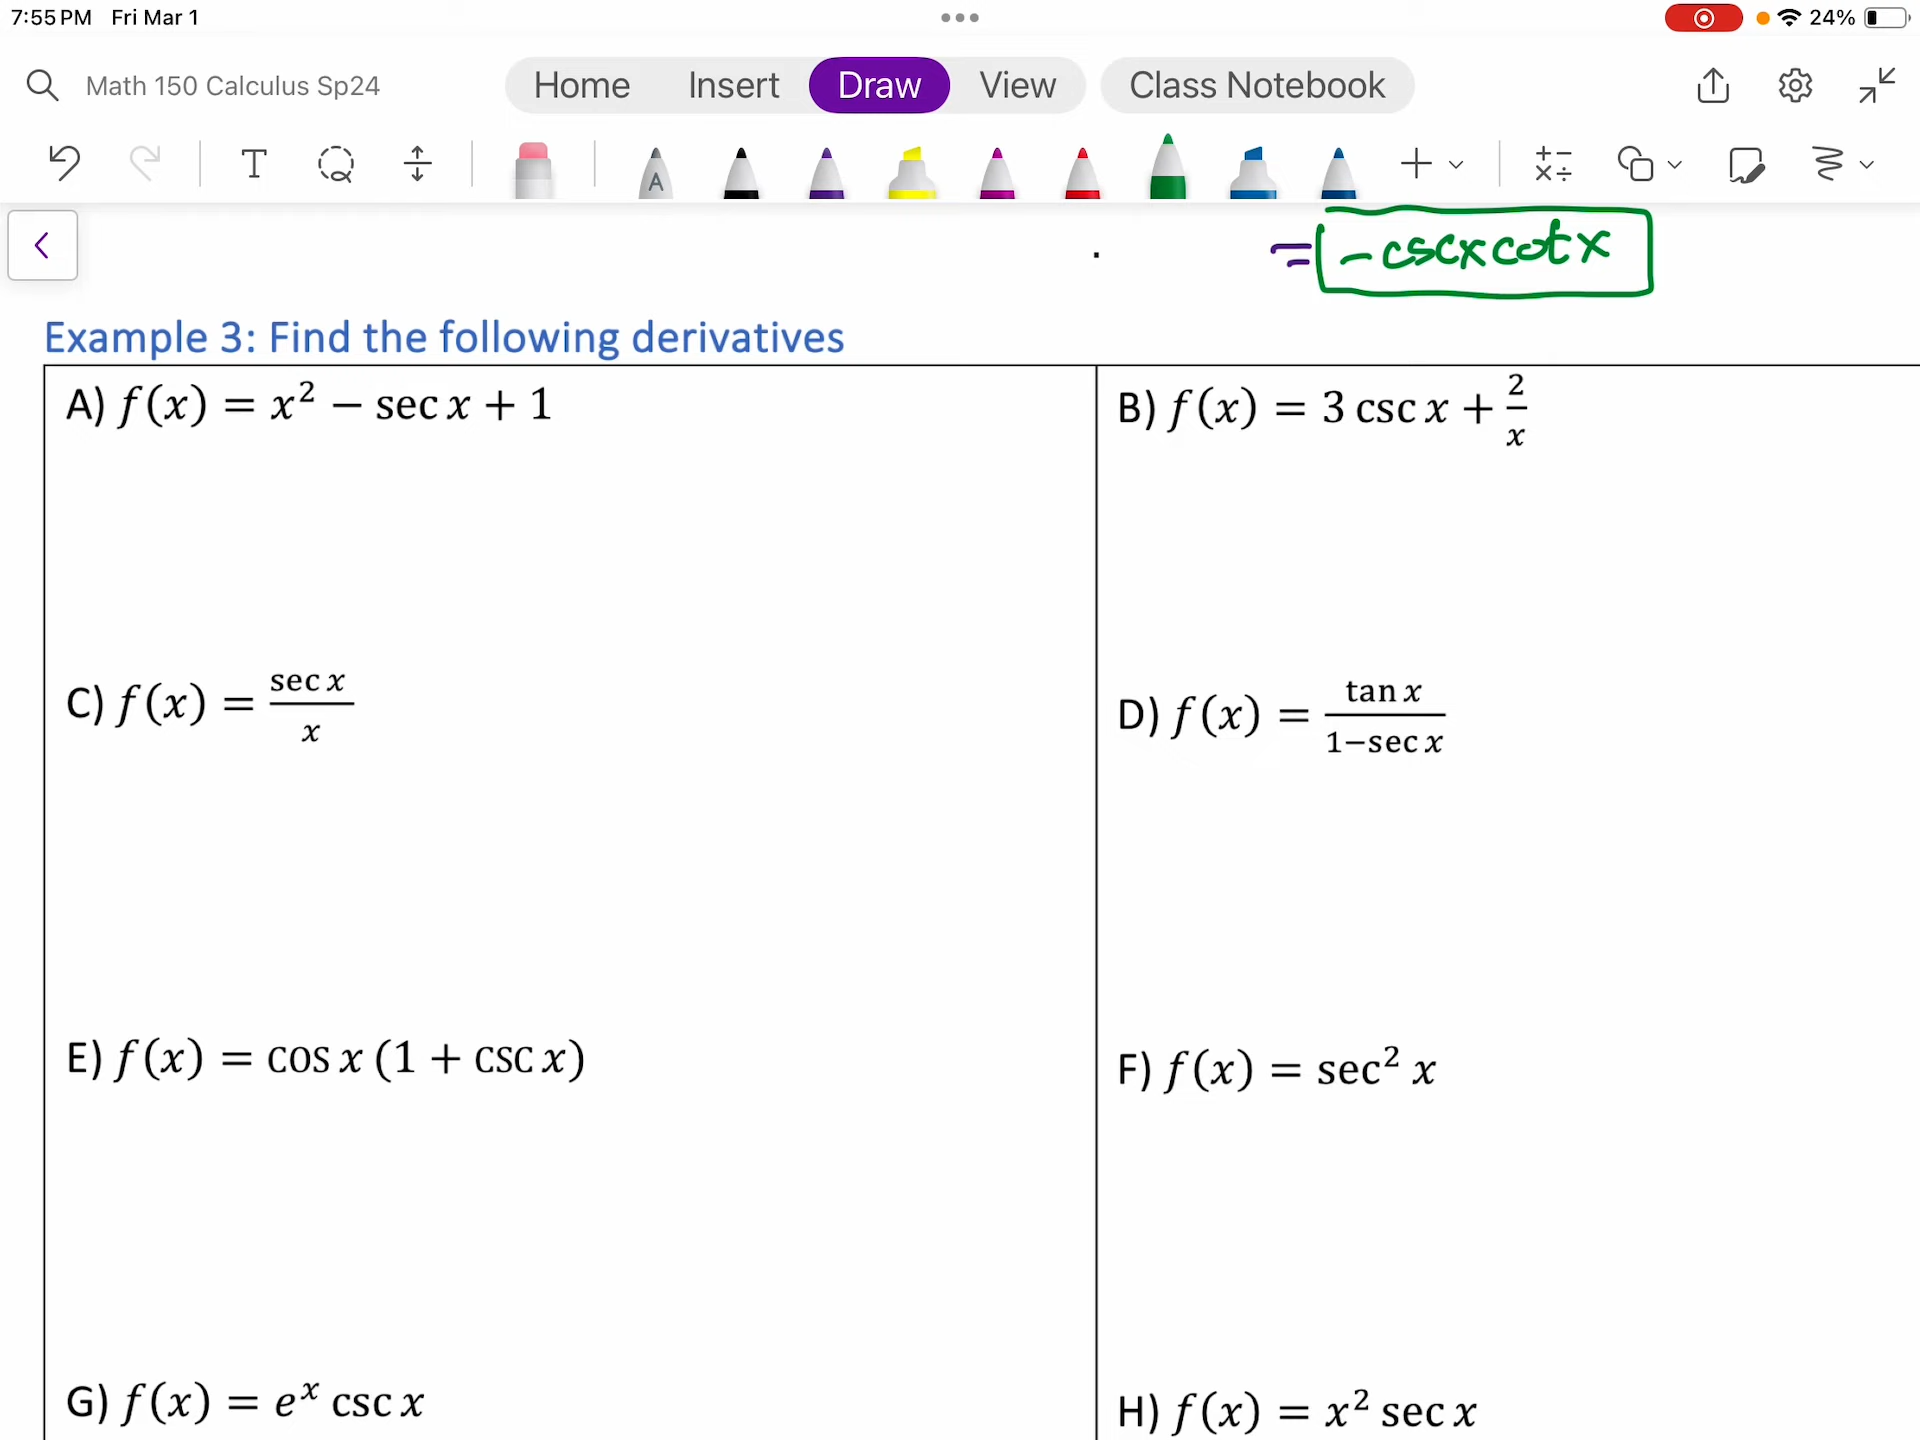 7:55 PM Fri Mar 1
24%
Math 150 Calculus Sp24
Home Insert Draw View Class Notebook
T
A
= -cscx cotx
Example 3: Find the following derivatives
A) f(x) = x² − sec x + 1
B) f(x) = 3 csc x + 2/x
C) f(x) = sec x/x
D) f(x) = tan x/1−sec x
E) f(x) = cos x (1 + csc x)
F) f(x) = sec² x
G) f(x) = eˣ csc x
H) f(x) = x² sec x